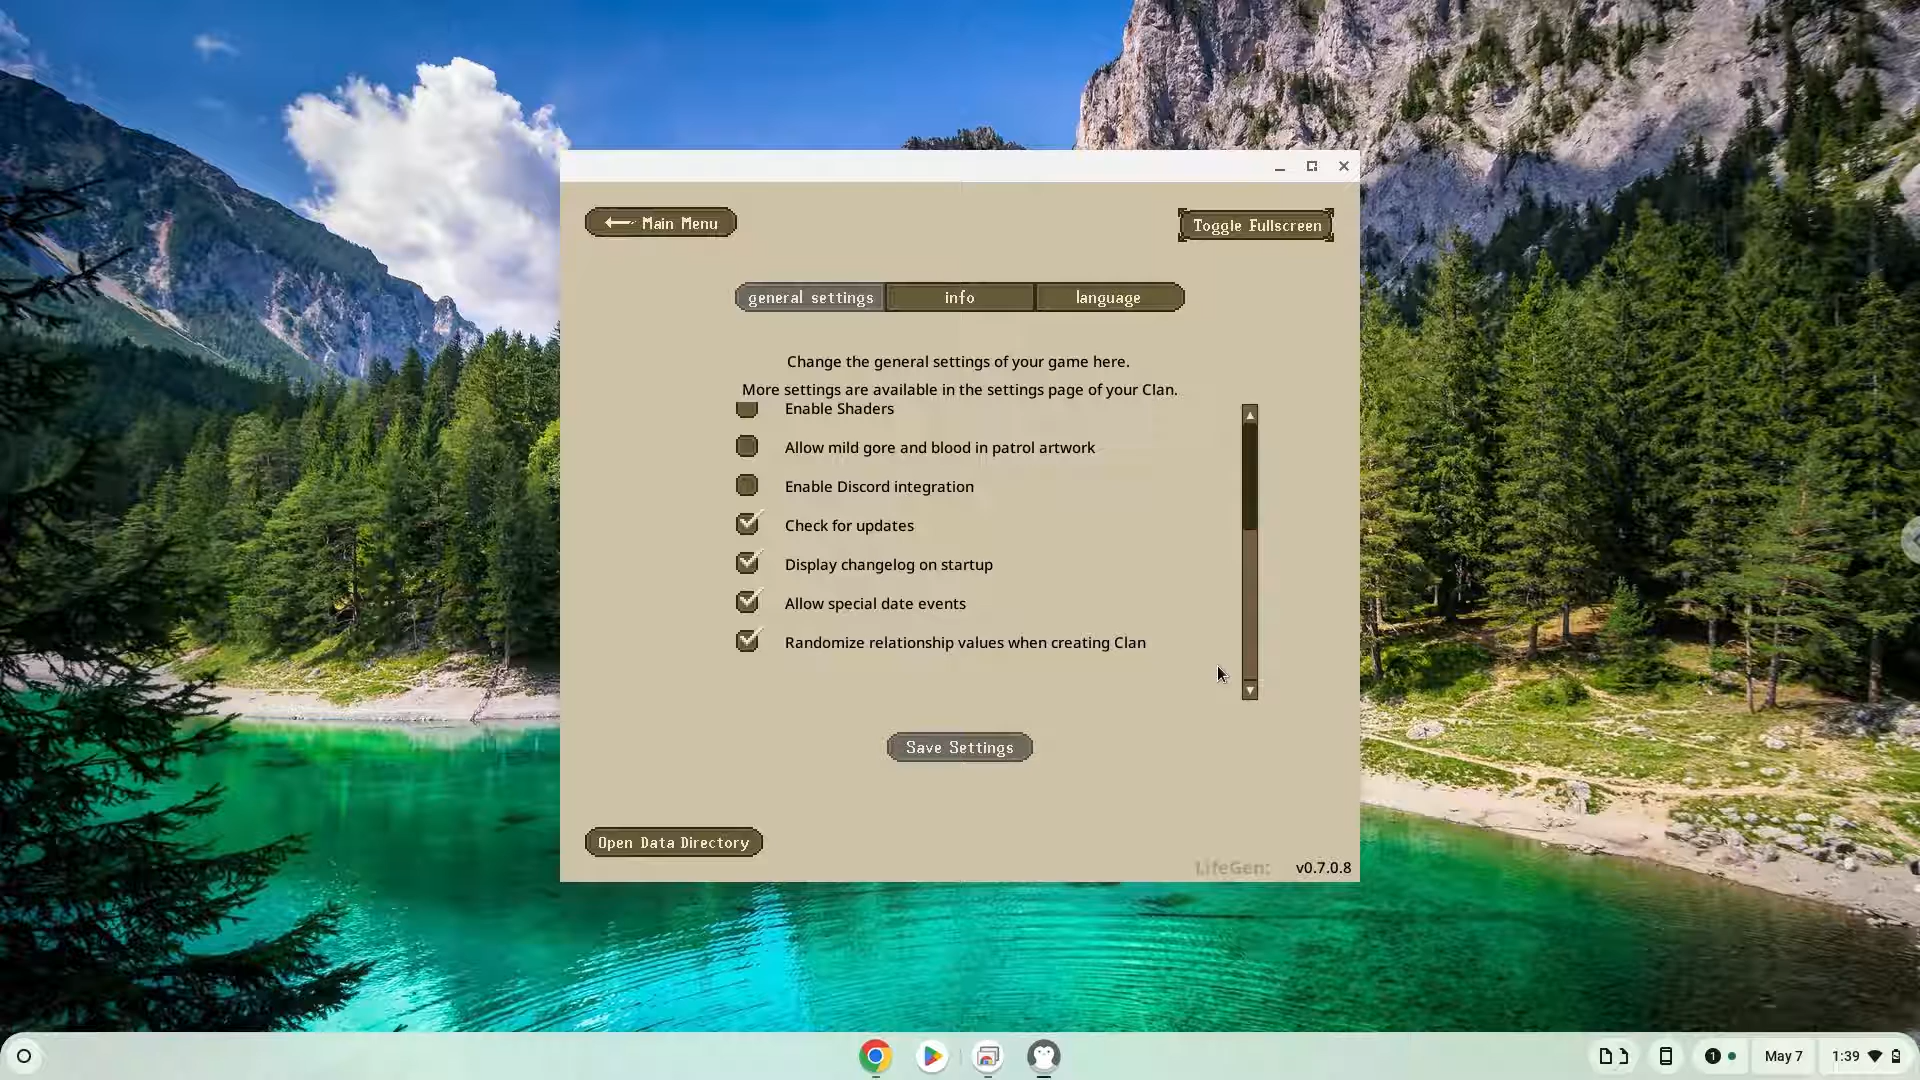 Main Menu
Toggle Fullscreen
general settings
info
language
Change the general settings of your game here.
More settings are available in the settings page of your Clan.
Enable Shaders
Allow mild gore and blood in patrol artwork
Enable Discord integration
Check for updates
Display changelog on startup
Allow special date events
Randomize relationship values when creating Clan
Save Settings
Open Data Directory
LifeGen: v0.7.0.8
1
May 7
1:39